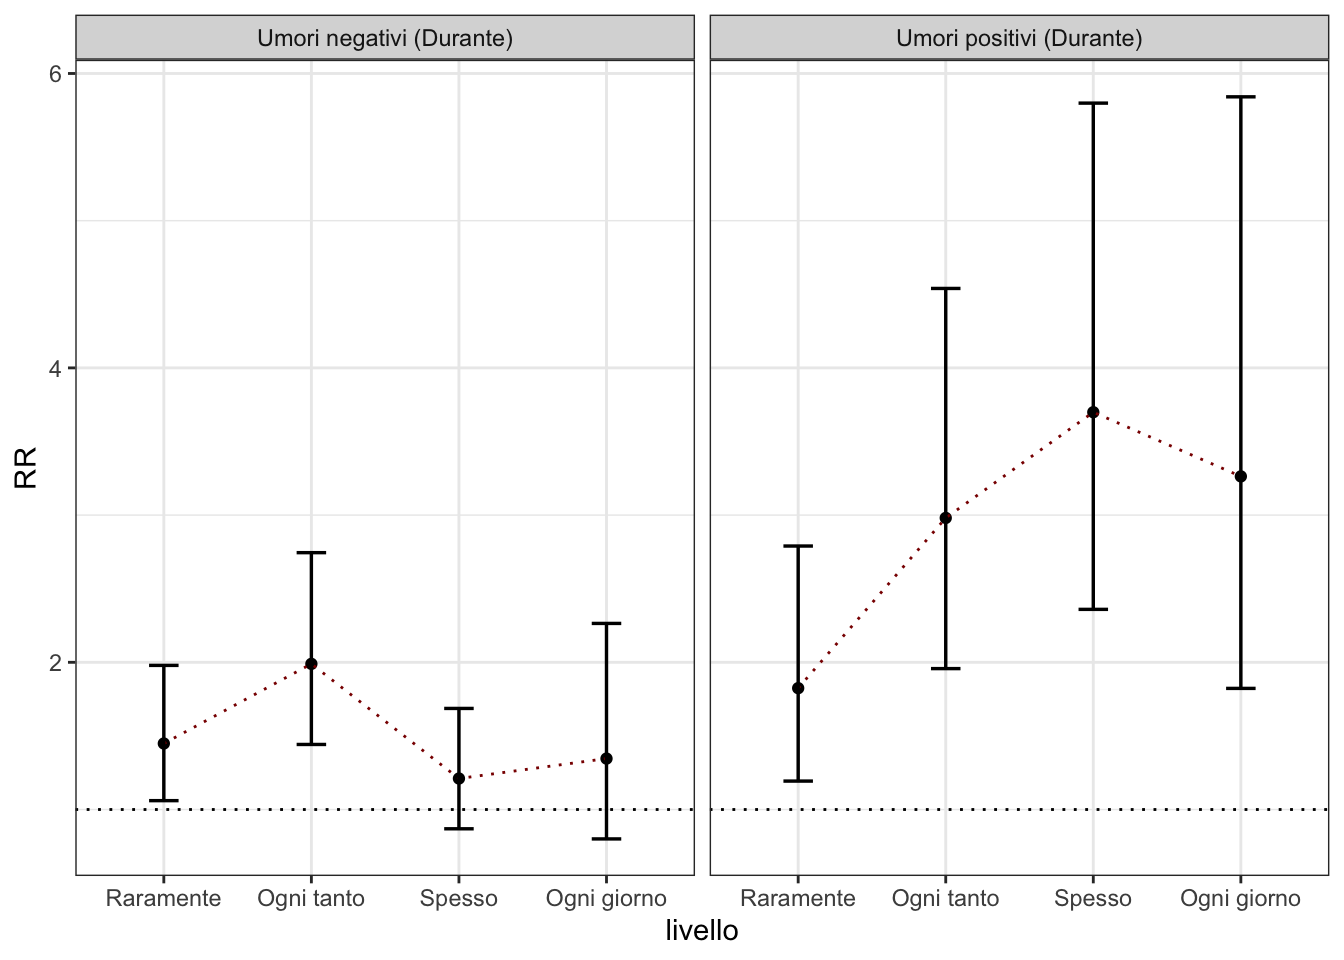 Umori negativi (Durante)
Umori positivi (Durante)
6
4
2
RR
Raramente Ogni tanto Spesso Ogni giorno
Raramente Ogni tanto Spesso Ogni giorno
livello